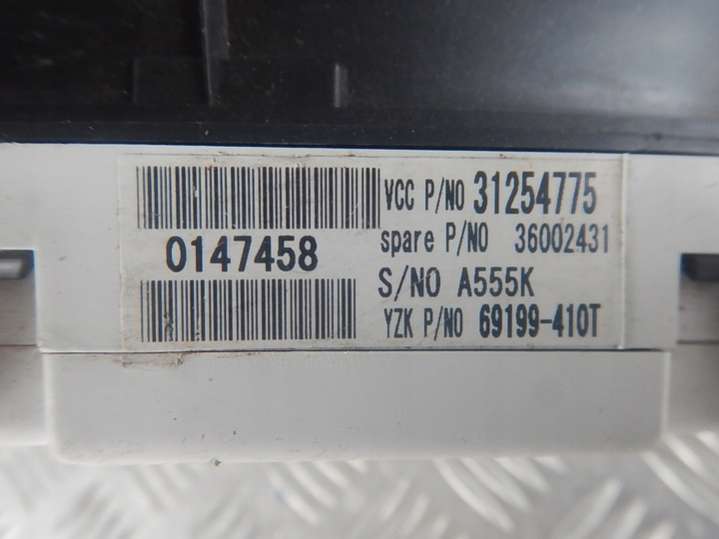 VCC P/NO 31254775
0147458
spare P/NO 36002431
S/NO A555K
YZK P/NO 69199-410T